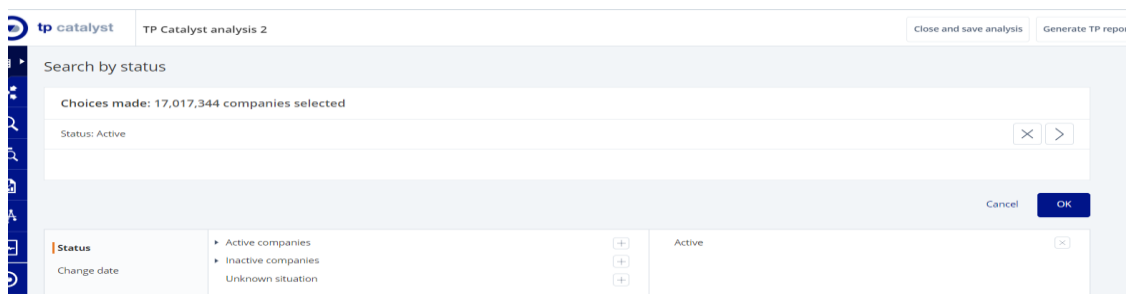 tp catalyst TP Catalyst analysis 2 Close and save analysis Generate TP repor
Search by status
Choices made: 17,017,344 companies selected
Status: Active
Cancel OK
Status Active companies Active
Inactive companies
Change date
Unknown situation